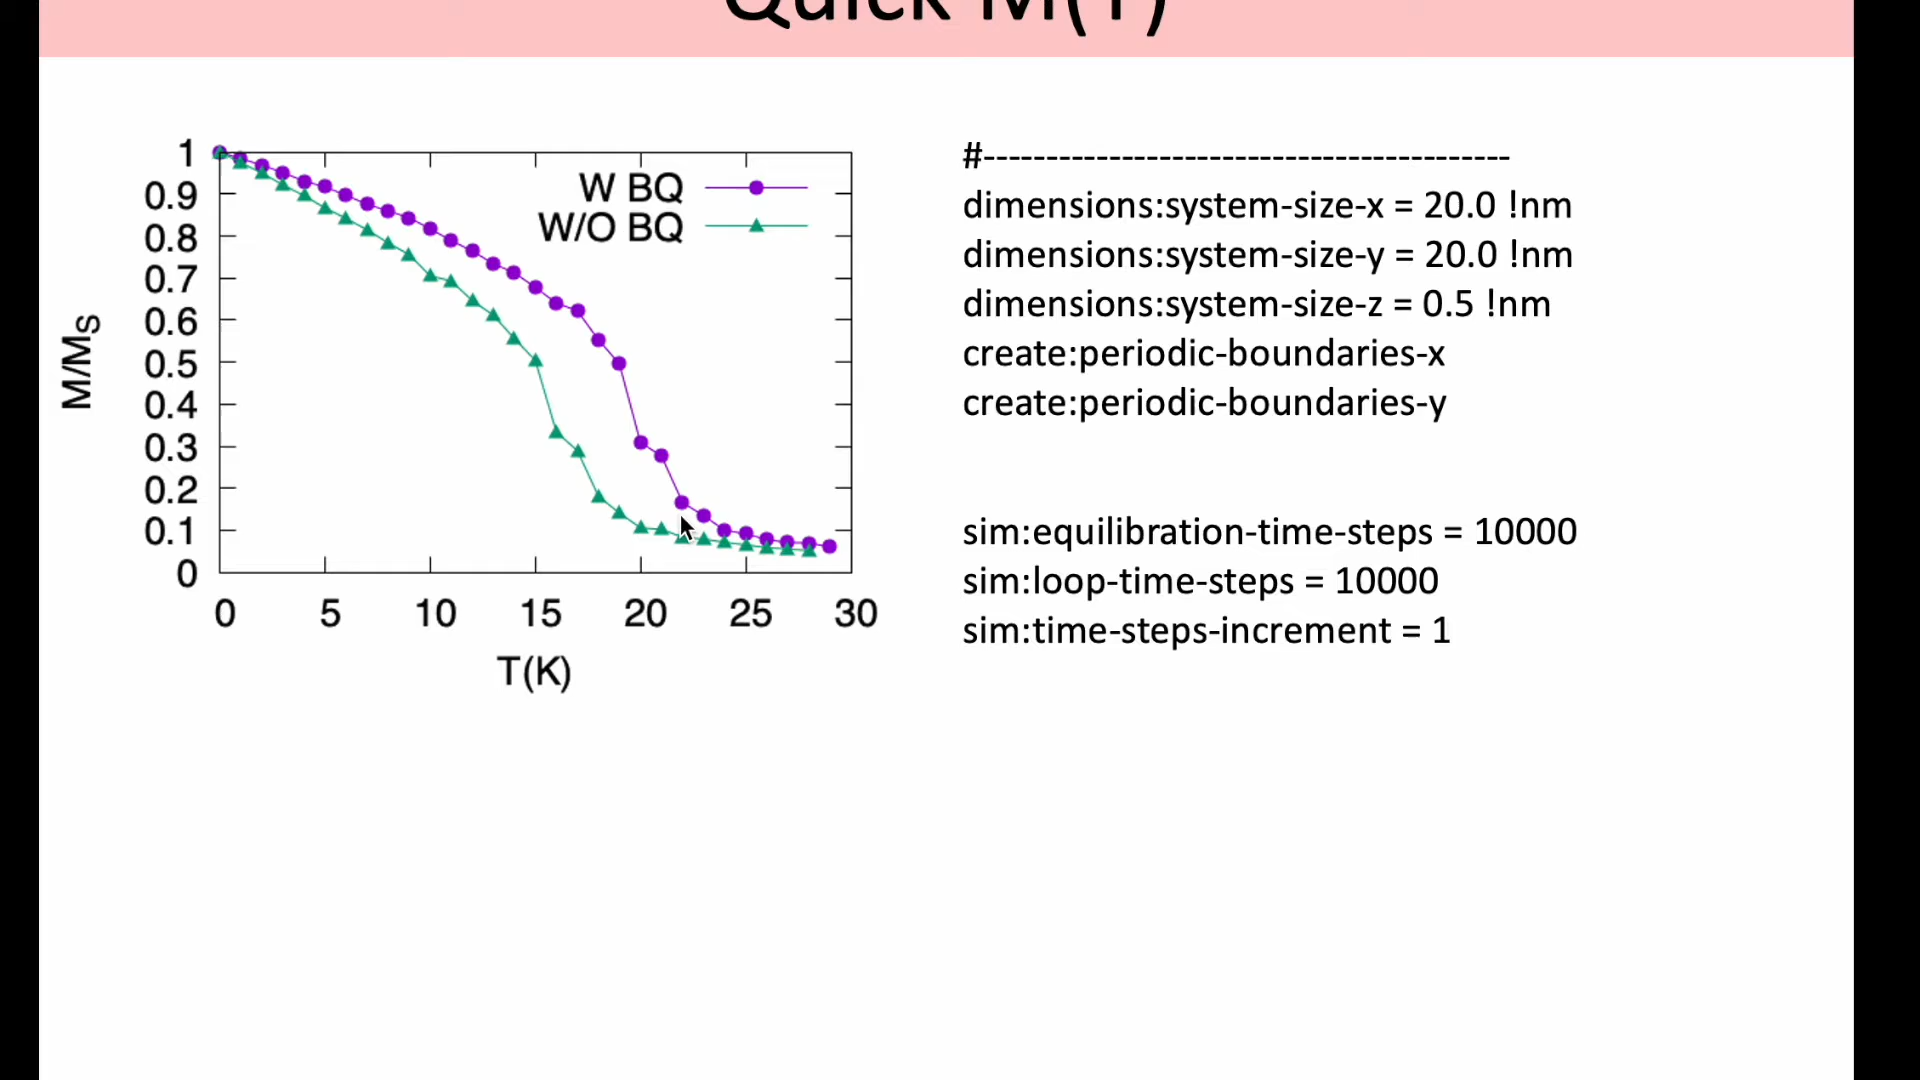 Quick M(T)
1
0.9
0.8
0.7
0.6
0.5
0.4
0.3
0.2
0.1
0
M/MS
W BQ
W/O BQ
0 5 10 15 20 25 30
T(K)
#------------------------------------------
dimensions:system-size-x = 20.0 !nm
dimensions:system-size-y = 20.0 !nm
dimensions:system-size-z = 0.5 !nm
create:periodic-boundaries-x
create:periodic-boundaries-y
sim:equilibration-time-steps = 10000
sim:loop-time-steps = 10000
sim:time-steps-increment = 1